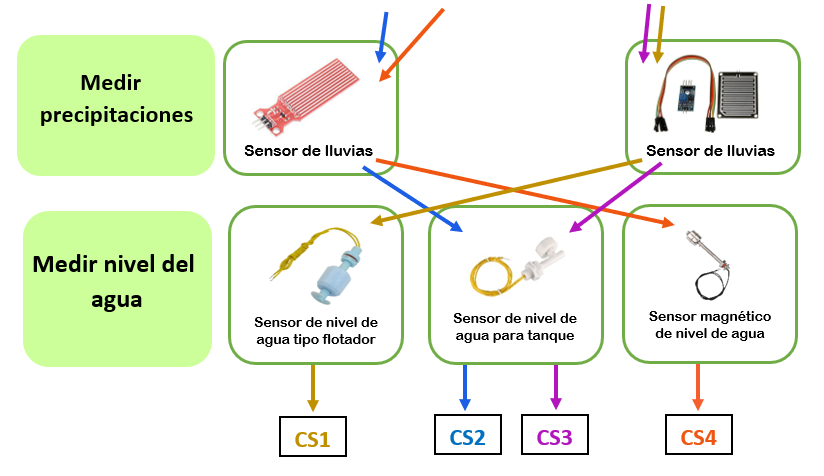 Medir
precipitaciones
Sensor de lluvias
Sensor de lluvias
Medir nivel del
agua
Sensor de nivel de
agua tipo flotador
Sensor de nivel de
agua para tanque
Sensor magnético
de nivel de agua
CS1
CS2
CS3
CS4